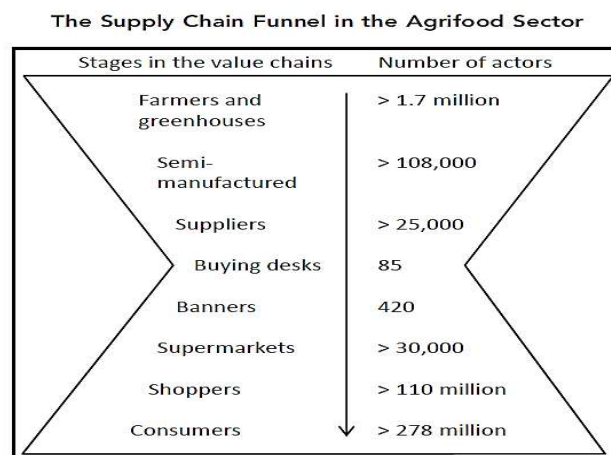 The Supply Chain Funnel in the Agrifood Sector
Stages in the value chains Number of actors
Farmers and
greenhouses > 1.7 million
Semi-
manufactured > 108,000
Suppliers > 25,000
Buying desks 85
Banners 420
Supermarkets > 30,000
Shoppers > 110 million
Consumers > 278 million